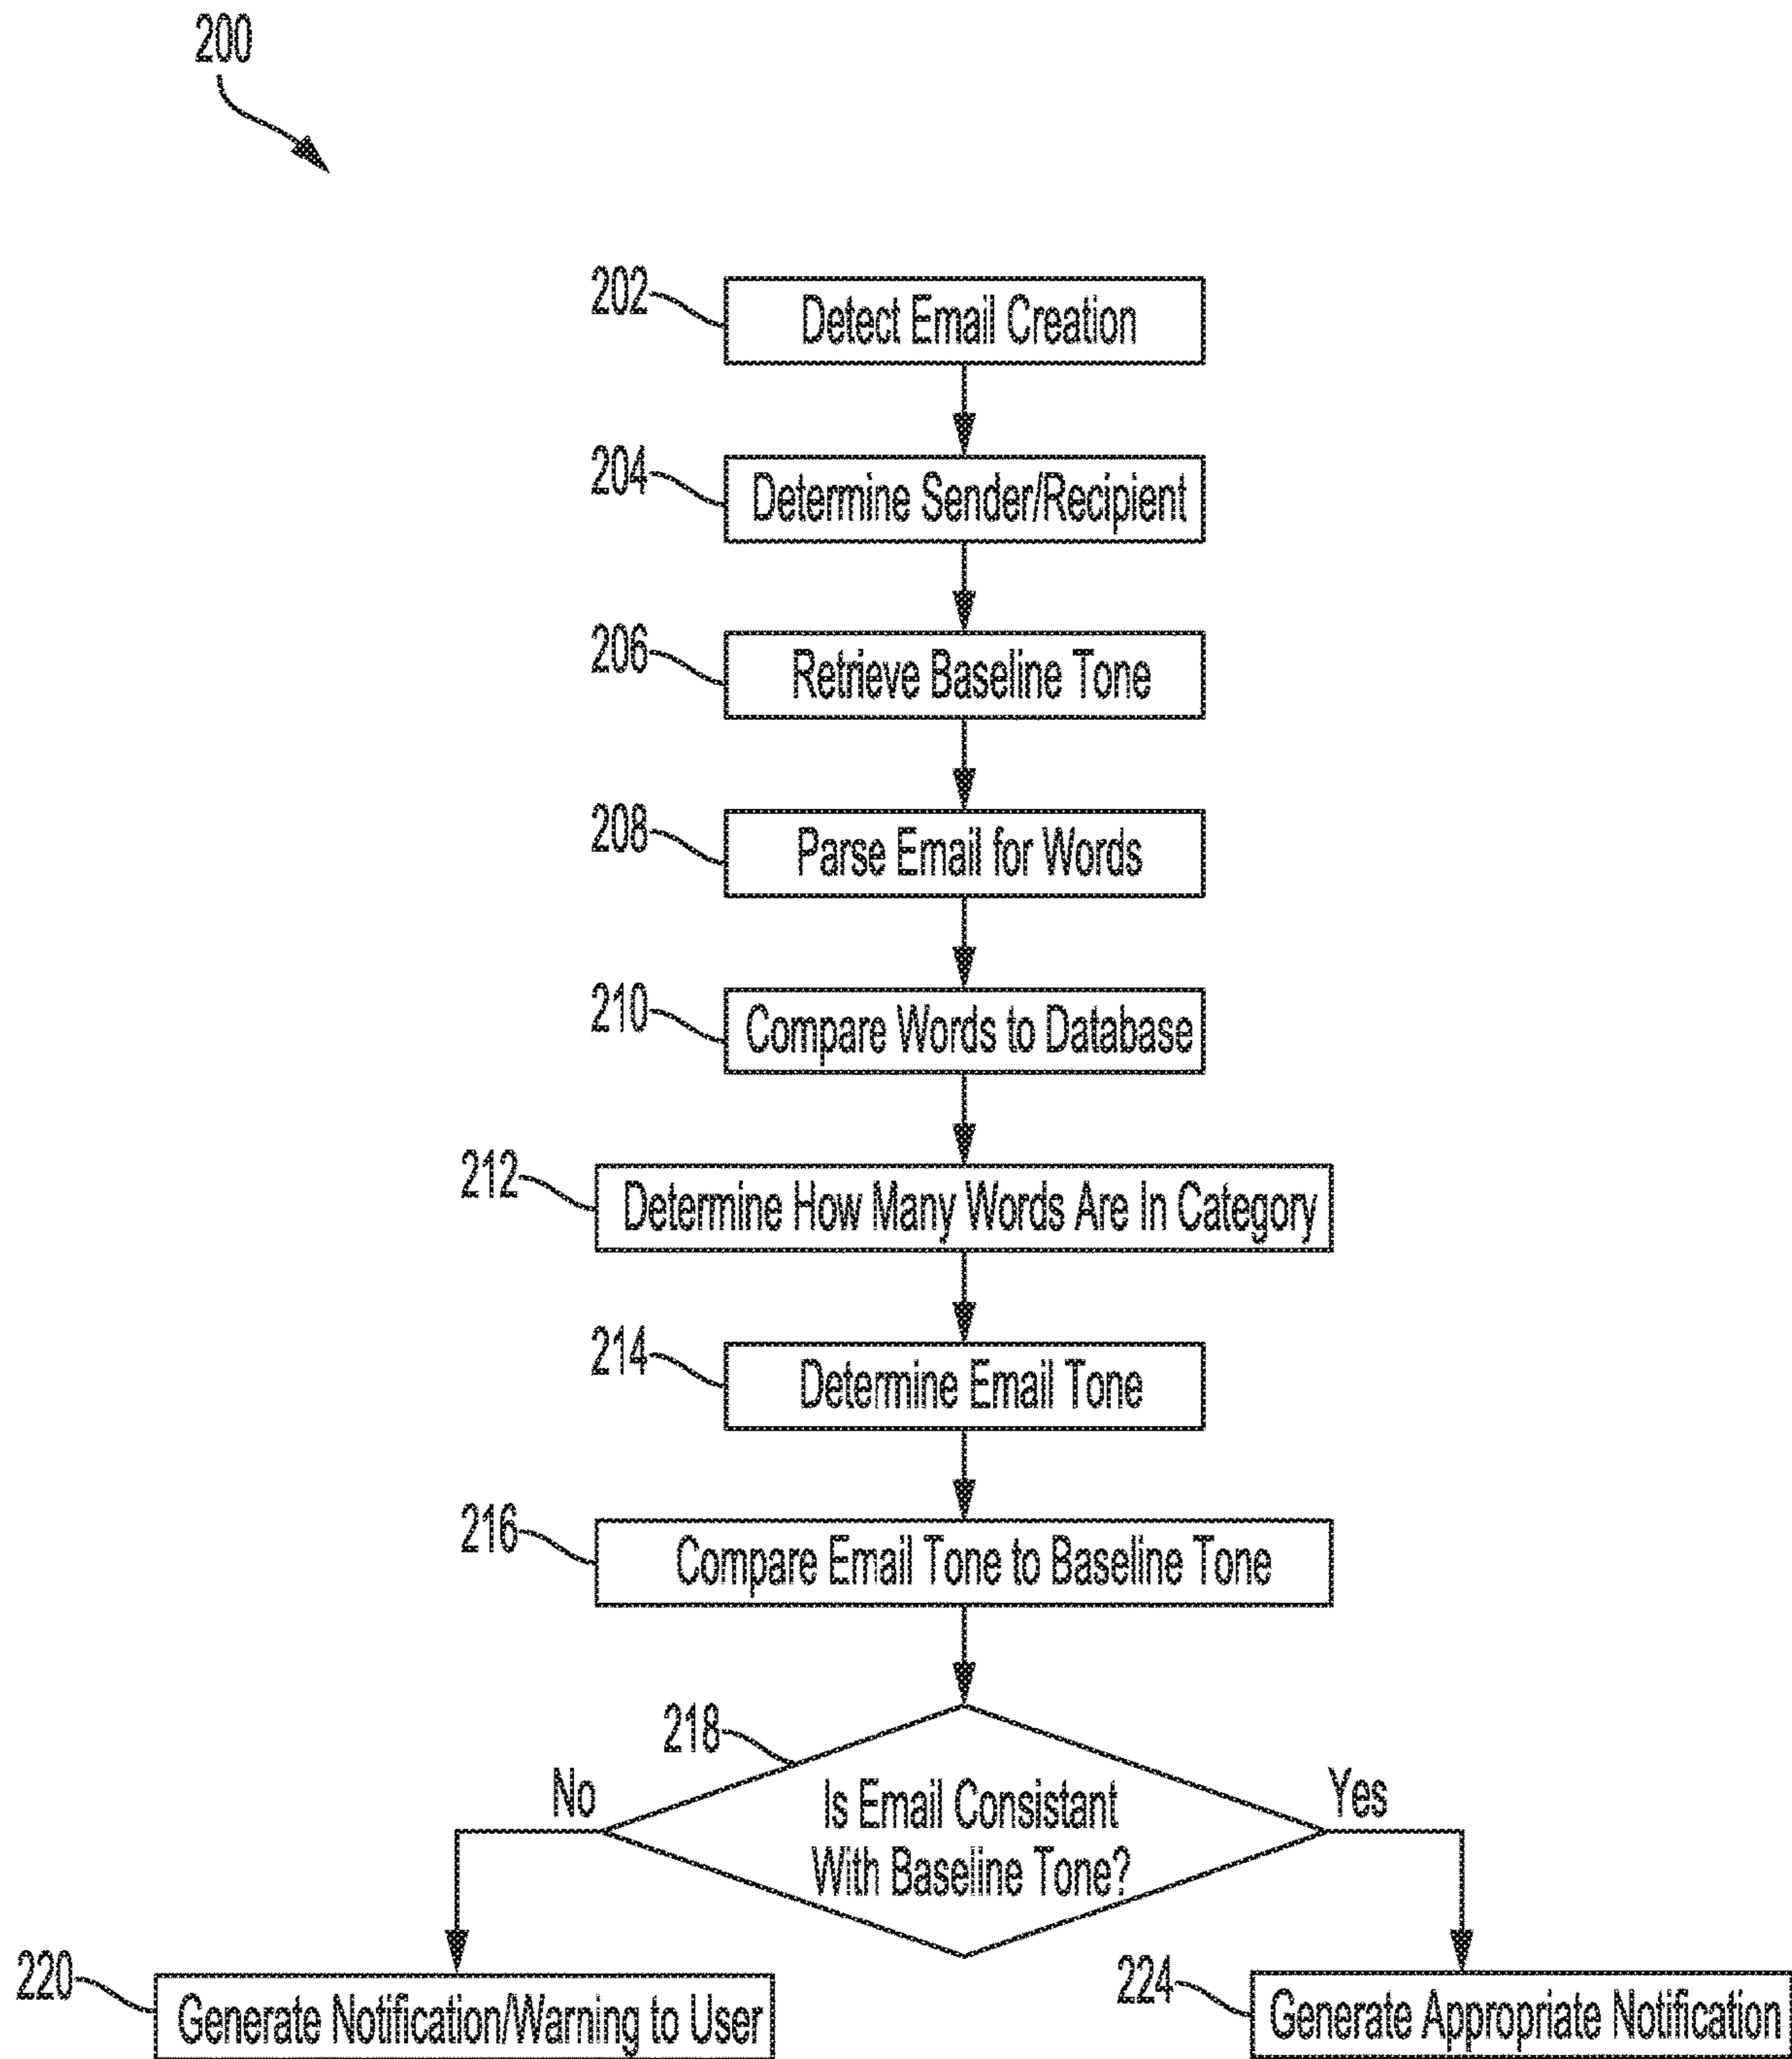 200
202
Detect Email Creation
204
Determine Sender/Recipient
206
Retrieve Baseline Tone
208
Parse Email for Words
210
Compare Words to Database
212
Determine How Many Words Are In Category
214
Determine Email Tone
216
Compare Email Tone to Baseline Tone
218
No
Yes
Is Email Consistant
With Baseline Tone?
220
Generate Notification/Warning to User
224
Generate Appropriate Notification